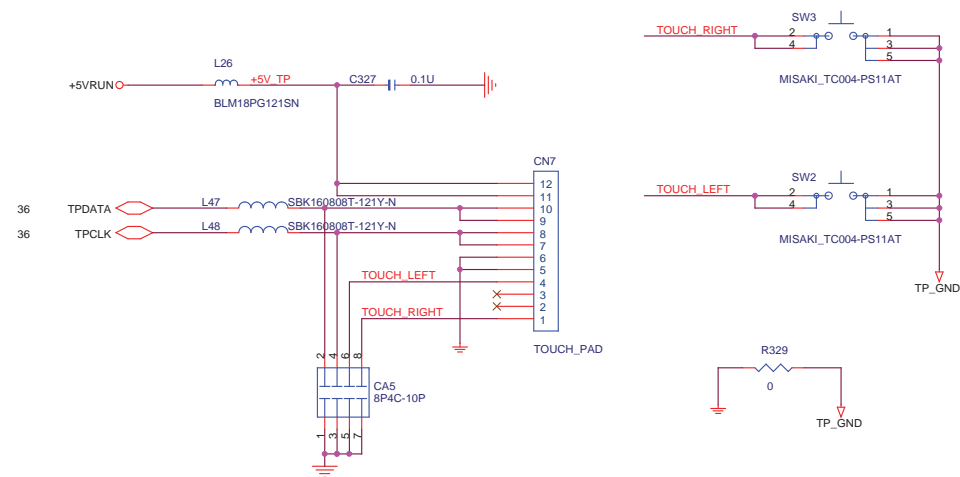 SW3
TOUCH_RIGHT
2
1
4
3
5
MISAKI_TC004-PS11AT
L26
+5VRUN
+5V_TP
C327
0.1U
BLM18PG121SN
CN7
12
11
10
9
8
7
6
5
4
3
2
1
TOUCH_PAD
SW2
TOUCH_LEFT
2
1
4
3
5
MISAKI_TC004-PS11AT
TP_GND
36
TPDATA
L47
SBK160808T-121Y-N
36
TPCLK
L48
SBK160808T-121Y-N
TOUCH_LEFT
TOUCH_RIGHT
2
4
6
8
CA5
8P4C-10P
1
3
5
7
R329
0
TP_GND